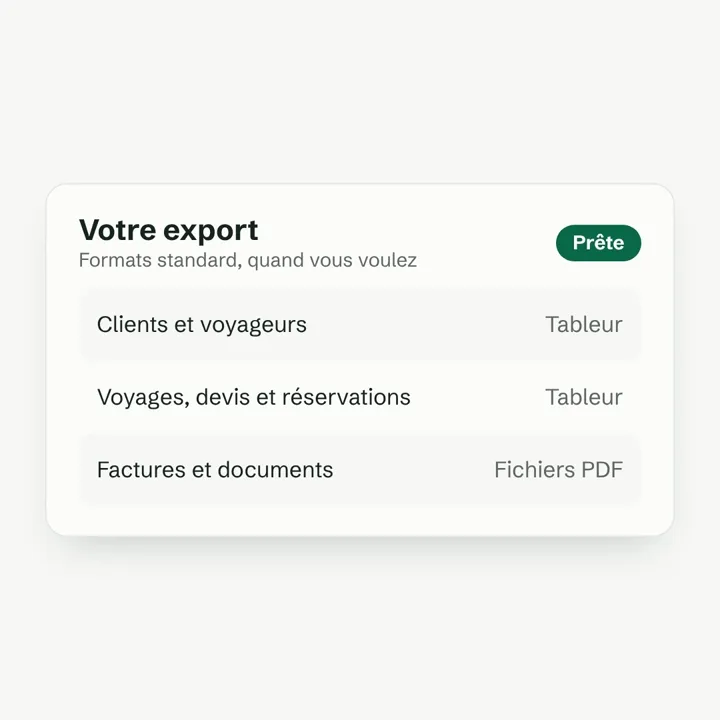 Votre export
Formats standard, quand vous voulez
Prête
Clients et voyageurs Tableur
Voyages, devis et réservations Tableur
Factures et documents Fichiers PDF